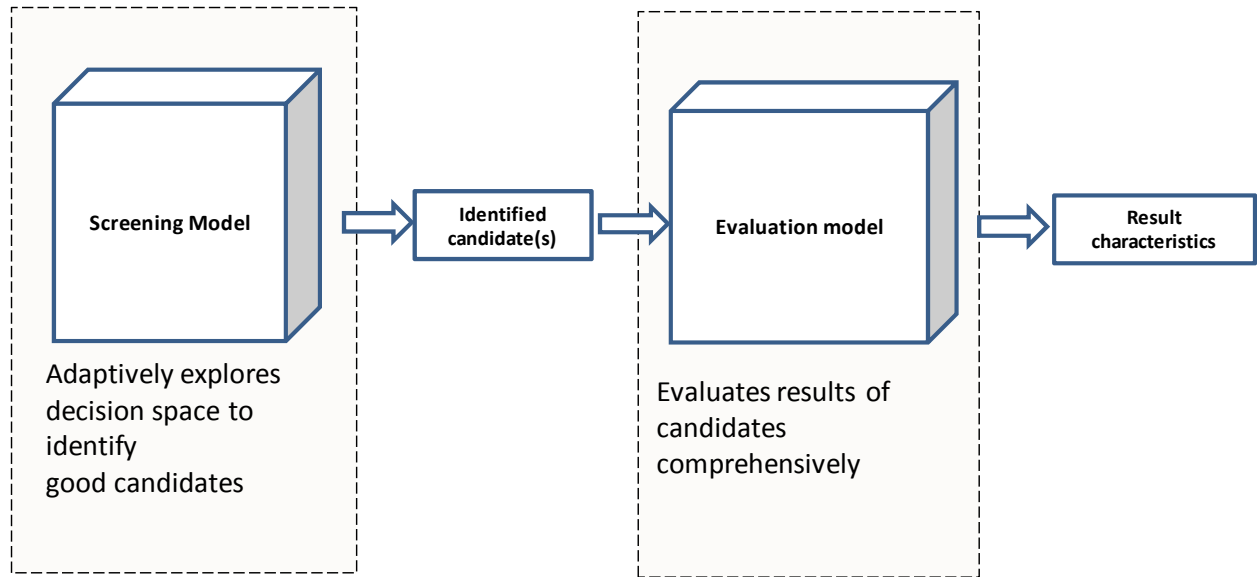 Screening Model
Adaptively explores
decision space to
identify
good candidates
Identified
candidate(s)
Evaluation model
Evaluates results of
candidates
comprehensively
Result
characteristics